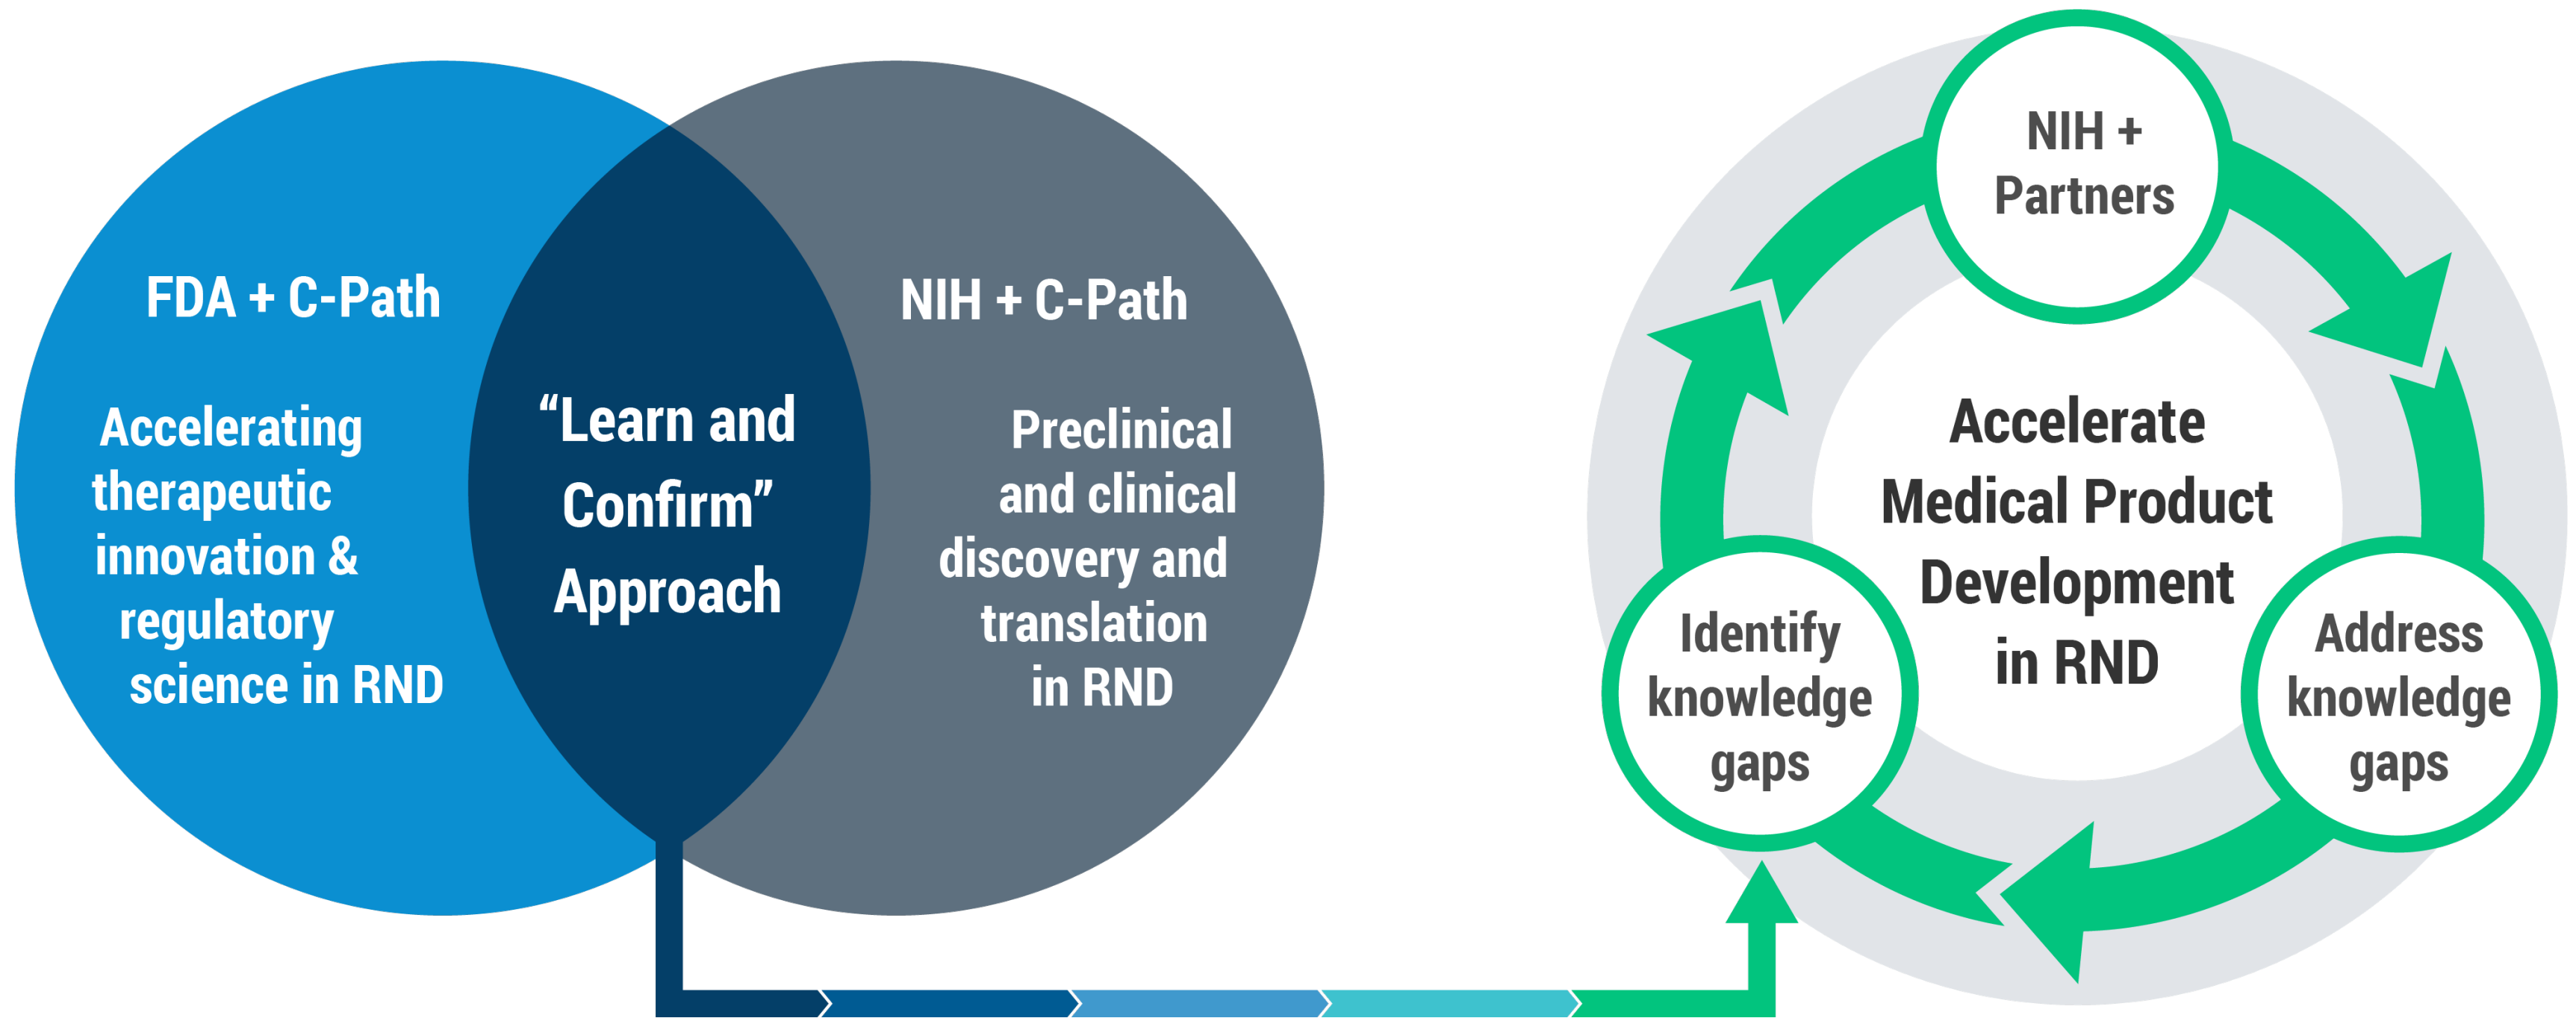 FDA + C-Path
Accelerating
therapeutic
innovation &
regulatory
science in RND
“Learn and
Confirm”
Approach
NIH + C-Path
Preclinical
and clinical
discovery and
translation
in RND
NIH +
Partners
Accelerate
Medical Product
Development
in RND
Identify
knowledge
gaps
Address
knowledge
gaps